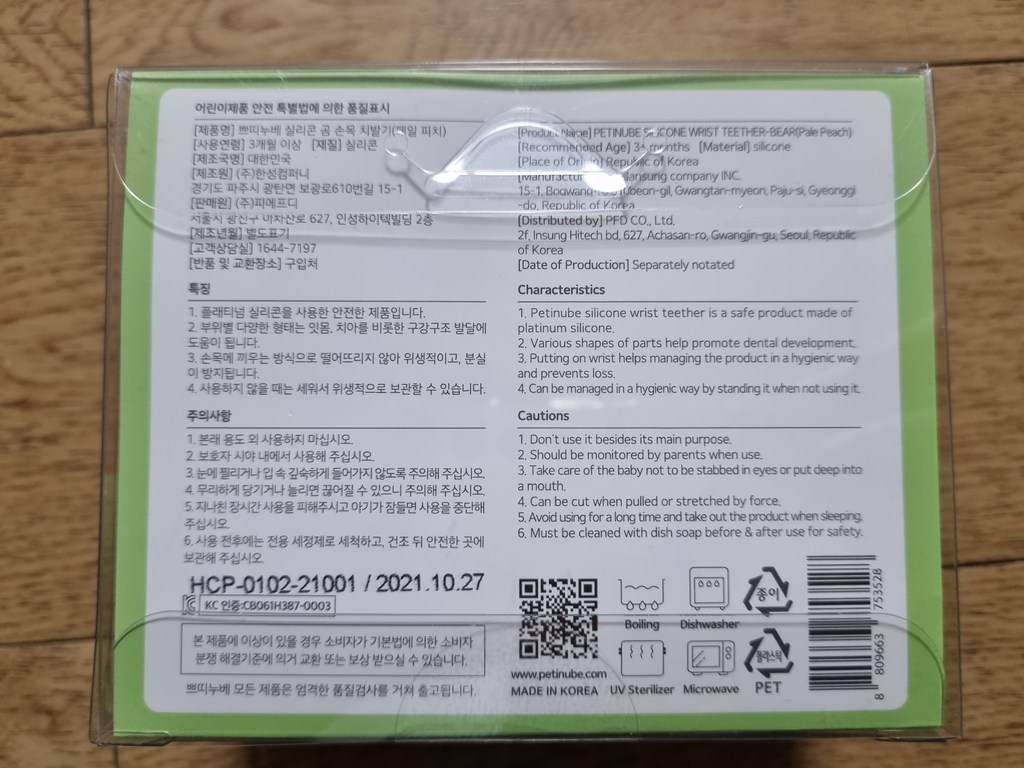 어린이제품 안전 특별법에 의한 품질표시
[제품명] 쁘띠누베 실리콘 곰 손목 치발기(페일 피치)
[사용연령] 3개월 이상 [재질] 실리콘
[제조국명] 대한민국
[제조원] (주)한성컴퍼니
경기도 파주시 광탄면 보광로610번길 15-1
[판매원] (주)피에프디
서울시 광진구 아차산로 627, 인성하이텍빌딩 2층
[제조년월] 별도표기
[고객상담실] 1644-7197
[반품 및 교환장소] 구입처
특징
1. 플래티넘 실리콘을 사용한 안전한 제품입니다.
2. 부위별 다양한 형태는 잇몸, 치아를 비롯한 구강구조 발달에
도움이 됩니다.
3. 손목에 끼우는 방식으로 떨어뜨리지 않아 위생적이고, 분실
이 방지됩니다.
4. 사용하지 않을 때는 세워서 위생적으로 보관할 수 있습니다.
주의사항
1. 본래 용도 외 사용하지 마십시오.
2. 보호자 시야 내에서 사용해 주십시오.
3. 눈에 찔리거나 입 속 깊숙하게 들어가지 않도록 주의해 주십시오.
4. 무리하게 당기거나 늘리면 끊어질 수 있으니 주의해 주십시오.
5. 지나친 장시간 사용을 피해주시고 아기가 잠들면 사용을 중단해
주십시오.
6. 사용 전후에는 전용 세정제로 세척하고, 건조 뒤 안전한 곳에
보관해 주십시오.
HCP-0102-21001 / 2021.10.27
KC 인증:CB061H387-0003
본 제품에 이상이 있을 경우 소비자가 기본법에 의한 소비자
분쟁 해결기준에 의거 교환 또는 보상 받으실 수 있습니다.
쁘띠누베 모든 제품은 엄격한 품질검사를 거쳐 출고됩니다.
[Product Name] PETINUBE SILICONE WRIST TEETHER-BEAR(Pale Peach)
[Recommended Age] 3+ months [Material] silicone
[Place of Origin] Republic of Korea
[Manufacturer] Hansung company INC.
15-1, Bogwang-ro 610beon-gil, Gwangtan-myeon, Paju-si, Gyeonggi
-do, Republic of Korea
[Distributed by] PFD CO., Ltd.
2f, Insung Hitech bd, 627, Achasan-ro, Gwangjin-gu, Seoul, Republic
of Korea
[Date of Production] Separately notated
Characteristics
1. Petinube silicone wrist teether is a safe product made of
platinum silicone.
2. Various shapes of parts help promote dental development.
3. Putting on wrist helps managing the product in a hygienic way
and prevents loss.
4. Can be managed in a hygienic way by standing it when not using it.
Cautions
1. Don't use it besides its main purpose.
2. Should be monitored by parents when use.
3. Take care of the baby not to be stabbed in eyes or put deep into
a mouth.
4. Can be cut when pulled or stretched by force.
5. Avoid using for a long time and take out the product when sleeping.
6. Must be cleaned with dish soap before & after use for safety.
Boiling
Dishwasher
종이
www.petinube.com
MADE IN KOREA
UV Sterilizer
Microwave
플라스틱
PET
8 809663 753528